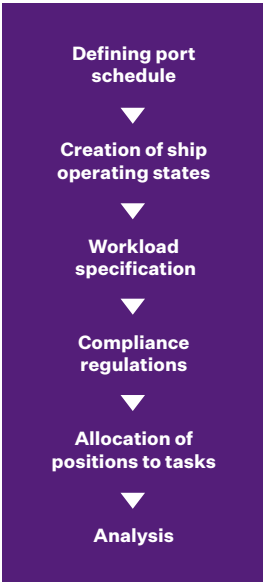 Defining port
schedule
Creation of ship
operating states
Workload
specification
Compliance
regulations
Allocation of
positions to tasks
Analysis